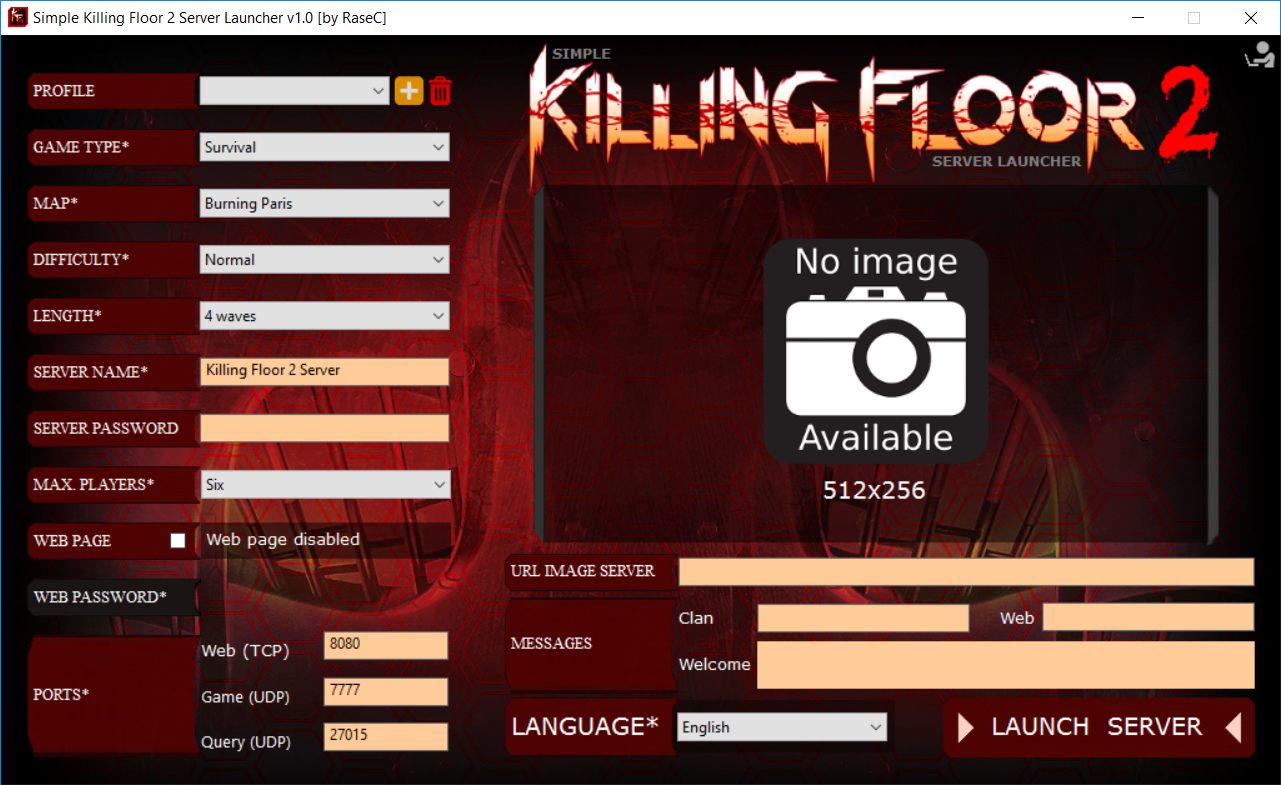 Simple Killing Floor 2 Server Launcher v1.0 [by RaseC]
SIMPLE
KILLING FLOOR 2
SERVER LAUNCHER
PROFILE
GAME TYPE* Survival
MAP* Burning Paris
DIFFICULTY* Normal
LENGTH* 4 waves
SERVER NAME* Killing Floor 2 Server
SERVER PASSWORD
MAX. PLAYERS* Six
WEB PAGE Web page disabled
WEB PASSWORD*
PORTS*
Web (TCP) 8080
Game (UDP) 7777
Query (UDP) 27015
No image
Available
512x256
URL IMAGE SERVER
MESSAGES
Clan Web
Welcome
LANGUAGE* English
LAUNCH SERVER